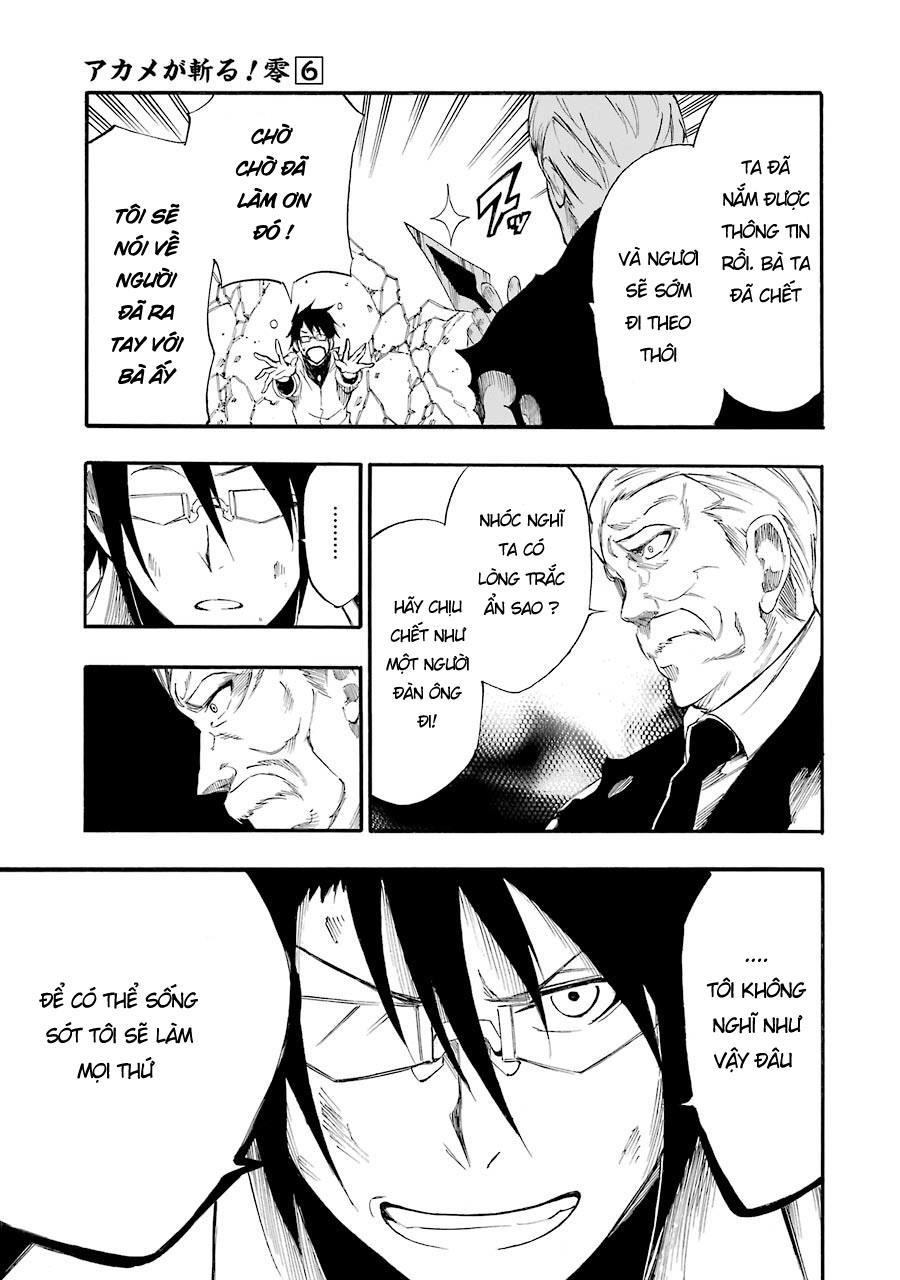 アカメが斬る！零 6
TA ĐÃ
NẮM ĐƯỢC
THÔNG TIN
RỒI. BÀ TA
ĐÃ CHẾT
VÀ NGƯƠI
SẼ SỚM
ĐI THEO
THÔI
CHỜ
CHỜ ĐÃ
LÀM ƠN
ĐÓ !
TÔI SẼ
NÓI VỀ
NGƯỜI
ĐÃ RA
TAY VỚI
BÀ ẤY
NHÓC NGHĨ
TA CÓ
LÒNG TRẮC
ẨN SAO ?
HÃY CHỊU
CHẾT NHƯ
MỘT NGƯỜI
ĐÀN ÔNG
ĐI!
.........
....
TÔI KHÔNG
NGHĨ NHƯ
VẬY ĐÂU
ĐỂ CÓ THỂ SỐNG
SÓT TÔI SẼ LÀM
MỌI THỨ